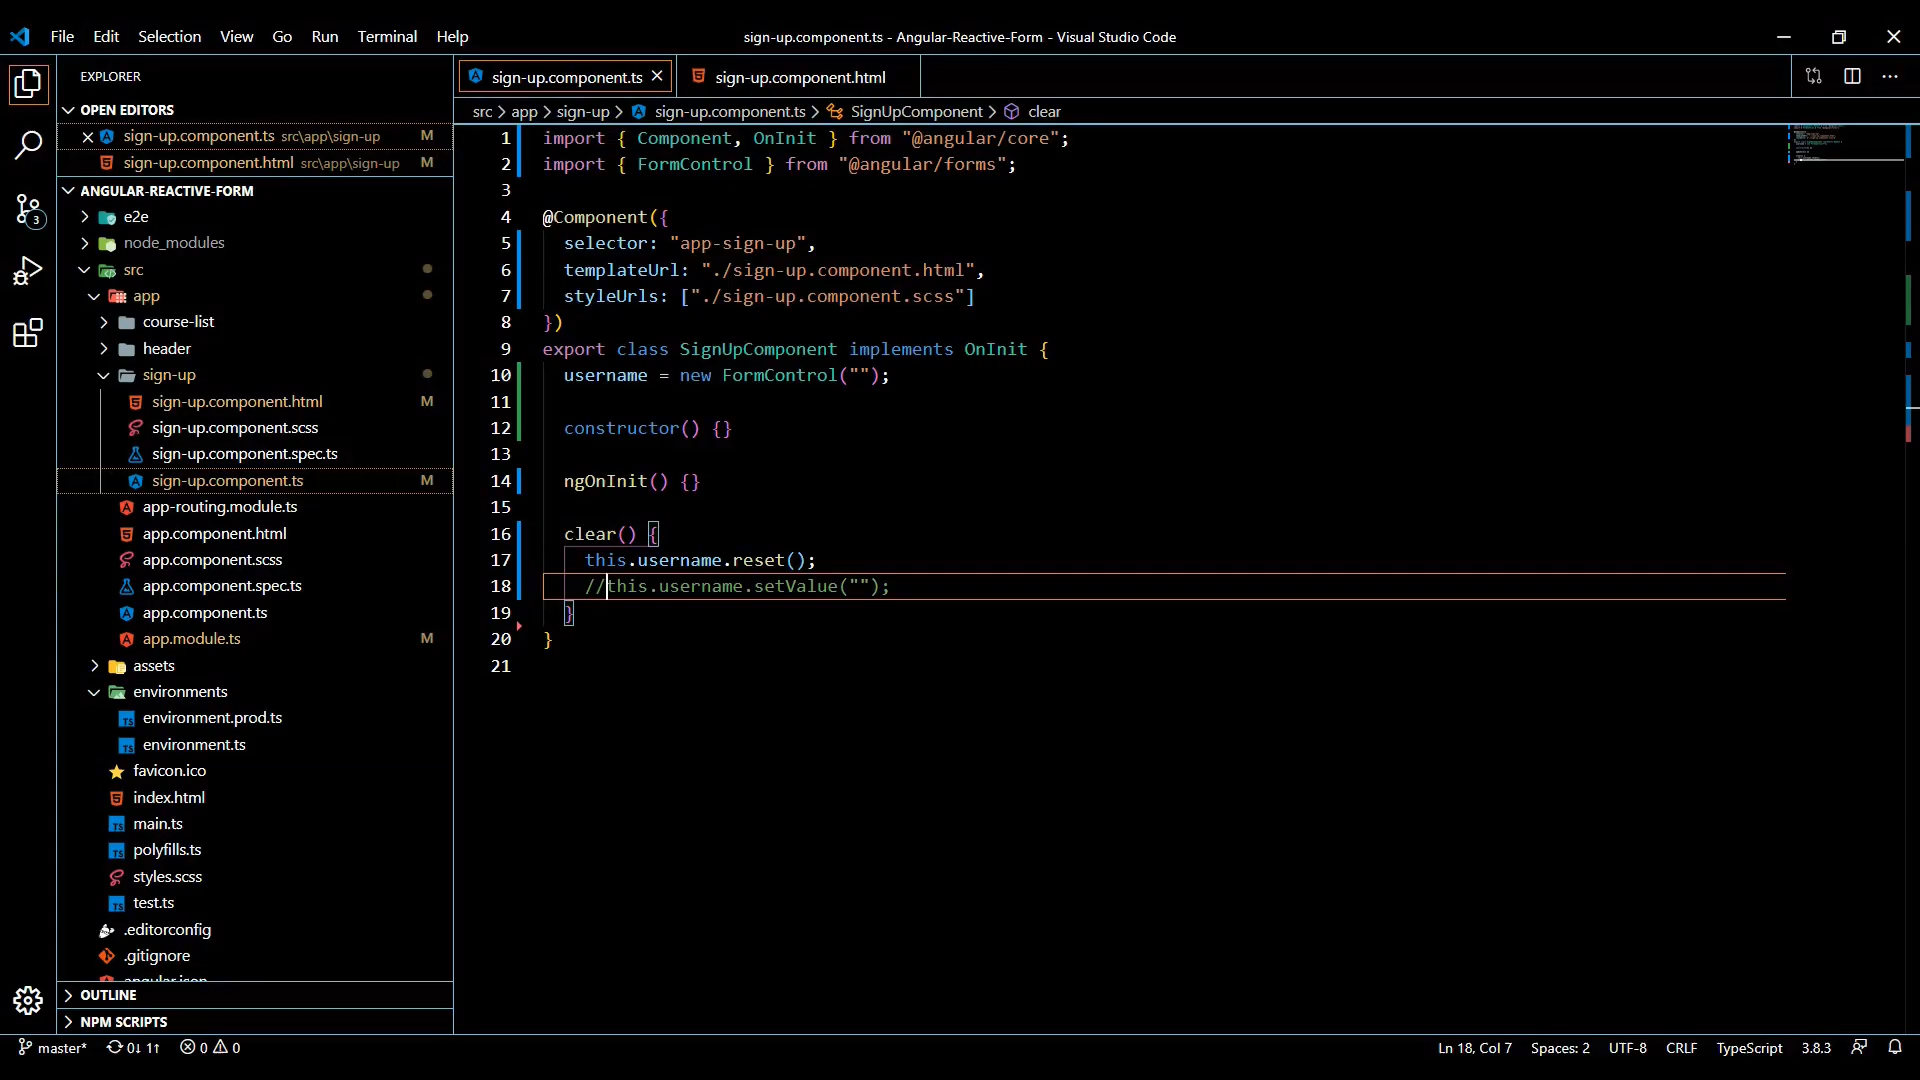 File Edit Selection View Go Run Terminal Help
sign-up.component.ts - Angular-Reactive-Form - Visual Studio Code
EXPLORER
OPEN EDITORS
sign-up.component.ts src\app\sign-up M
sign-up.component.html src\app\sign-up M
ANGULAR-REACTIVE-FORM
e2e
node_modules
src
app
course-list
header
sign-up
sign-up.component.html M
sign-up.component.scss
sign-up.component.spec.ts
sign-up.component.ts M
app-routing.module.ts
app.component.html
app.component.scss
app.component.spec.ts
app.component.ts
app.module.ts M
assets
environments
environment.prod.ts
environment.ts
favicon.ico
index.html
main.ts
polyfills.ts
styles.scss
test.ts
.editorconfig
.gitignore
angular.json
OUTLINE
NPM SCRIPTS
3
sign-up.component.ts
sign-up.component.html
src > app > sign-up > sign-up.component.ts > SignUpComponent > clear
1 import { Component, OnInit } from "@angular/core";
2 import { FormControl } from "@angular/forms";
3
4 @Component({
5 selector: "app-sign-up",
6 templateUrl: "./sign-up.component.html",
7 styleUrls: ["./sign-up.component.scss"]
8 })
9 export class SignUpComponent implements OnInit {
10 username = new FormControl("");
11
12 constructor() {}
13
14 ngOnInit() {}
15
16 clear() {
17 this.username.reset();
18 //this.username.setValue("");
19 }
20 }
21
master* 0↓ 1↑ 0 0
Ln 18, Col 7 Spaces: 2 UTF-8 CRLF TypeScript 3.8.3